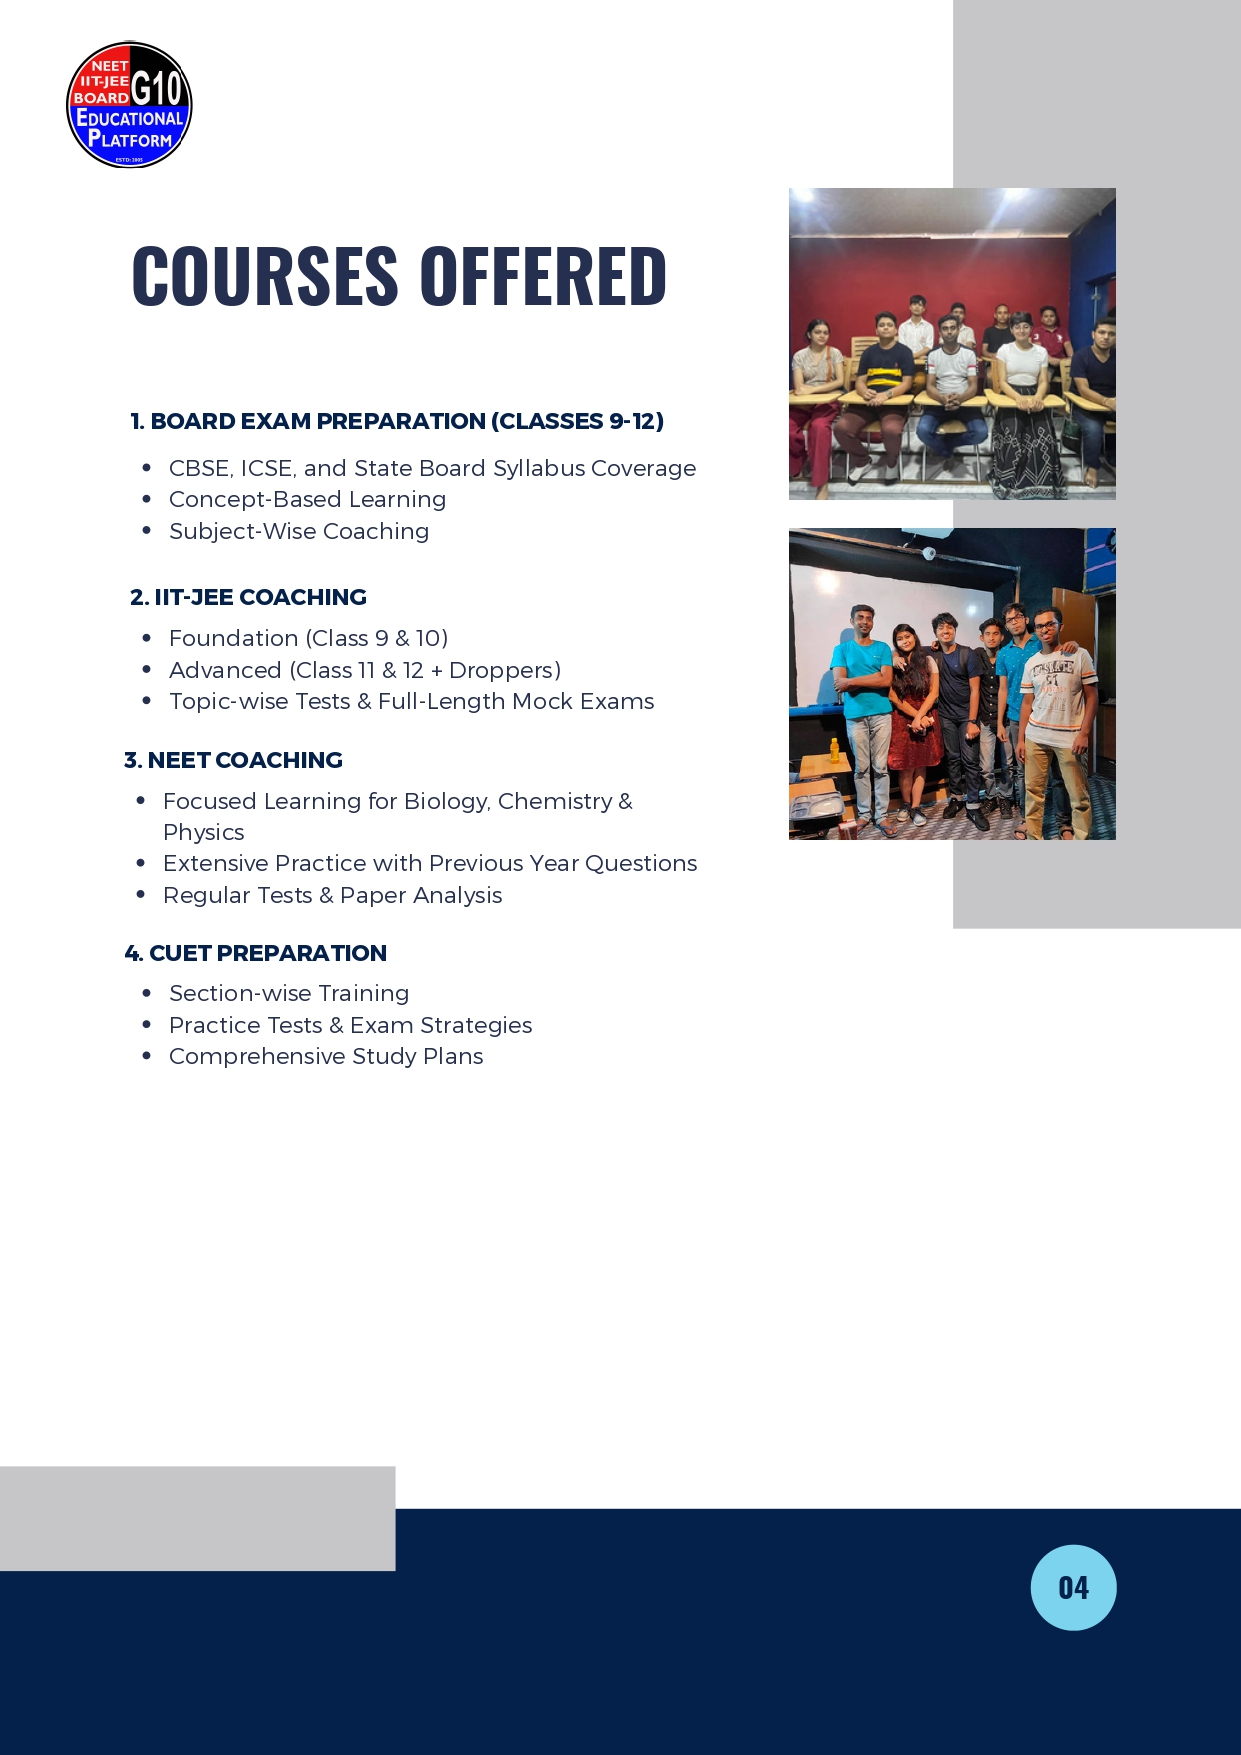 NEET
IIT-JEE
BOARD
G10
EDUCATIONAL
PLATFORM
ESTD: 2005
COURSES OFFERED
1. BOARD EXAM PREPARATION (CLASSES 9-12)
• CBSE, ICSE, and State Board Syllabus Coverage
• Concept-Based Learning
• Subject-Wise Coaching
2. IIT-JEE COACHING
• Foundation (Class 9 & 10)
• Advanced (Class 11 & 12 + Droppers)
• Topic-wise Tests & Full-Length Mock Exams
3. NEET COACHING
• Focused Learning for Biology, Chemistry &
Physics
• Extensive Practice with Previous Year Questions
• Regular Tests & Paper Analysis
4. CUET PREPARATION
• Section-wise Training
• Practice Tests & Exam Strategies
• Comprehensive Study Plans
04